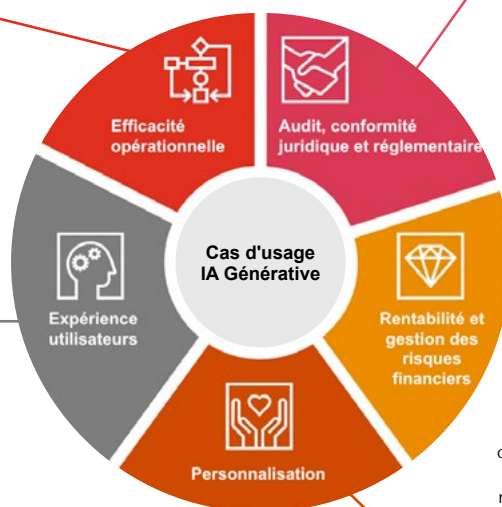 Efficacité
opérationnelle
Audit, conformité
juridique et réglementaire
Cas d'usage
IA Générative
Expérience
utilisateurs
Rentabilité et
gestion des
risques
financiers
Personnalisation